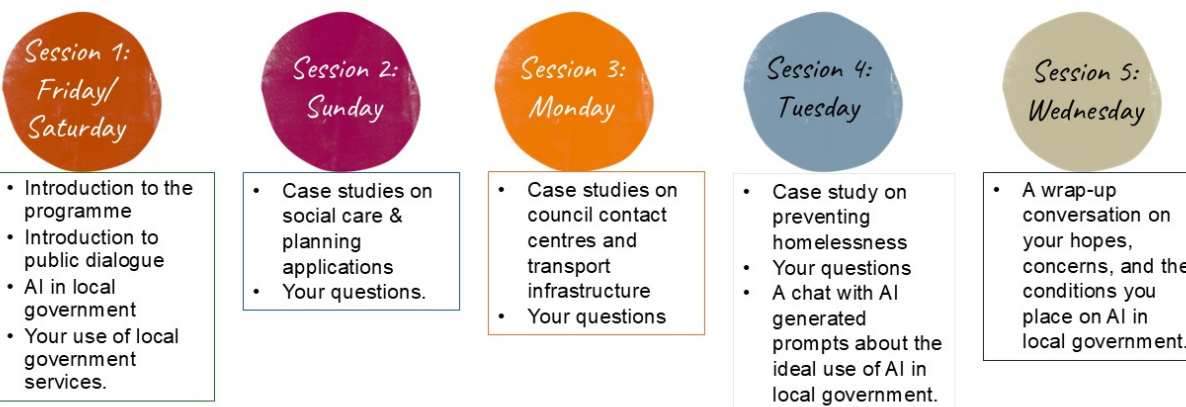 Session 1:
Friday/
Saturday
• Introduction to the
programme
• Introduction to
public dialogue
• AI in local
government
• Your use of local
government
services.
Session 2:
Sunday
• Case studies on
social care &
planning
applications
• Your questions.
Session 3:
Monday
• Case studies on
council contact
centres and
transport
infrastructure
• Your questions
Session 4:
Tuesday
• Case study on
preventing
homelessness
• Your questions
• A chat with AI
generated
prompts about the
ideal use of AI in
local government.
Session 5:
Wednesday
• A wrap-up
conversation on
your hopes,
concerns, and the
conditions you
place on AI in
local government.